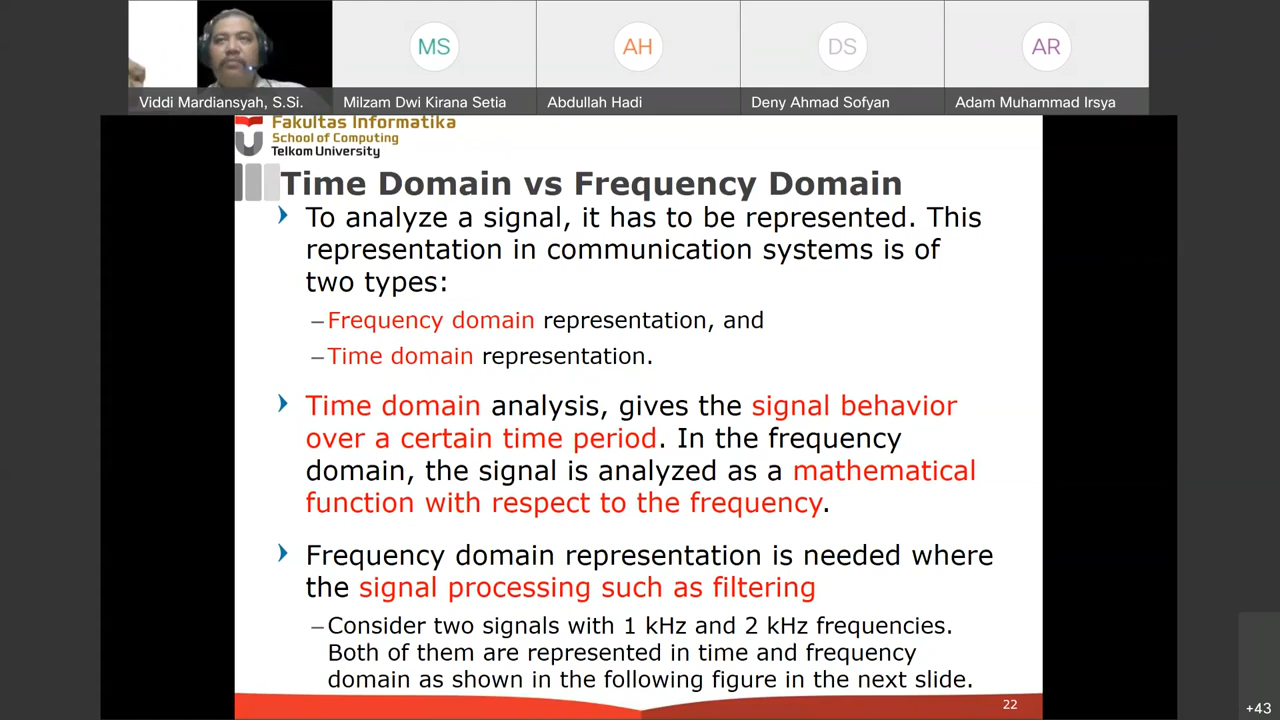 MS
AH
DS
AR
Viddi Mardiansyah, S.Si.
Milzam Dwi Kirana Setia
Abdullah Hadi
Deny Ahmad Sofyan
Adam Muhammad Irsya
Fakultas Informatika
School of Computing
Telkom University
Time Domain vs Frequency Domain
To analyze a signal, it has to be represented. This
representation in communication systems is of
two types:
–Frequency domain representation, and
–Time domain representation.
Time domain analysis, gives the signal behavior
over a certain time period. In the frequency
domain, the signal is analyzed as a mathematical
function with respect to the frequency.
Frequency domain representation is needed where
the signal processing such as filtering
–Consider two signals with 1 kHz and 2 kHz frequencies.
Both of them are represented in time and frequency
domain as shown in the following figure in the next slide.
22
+43